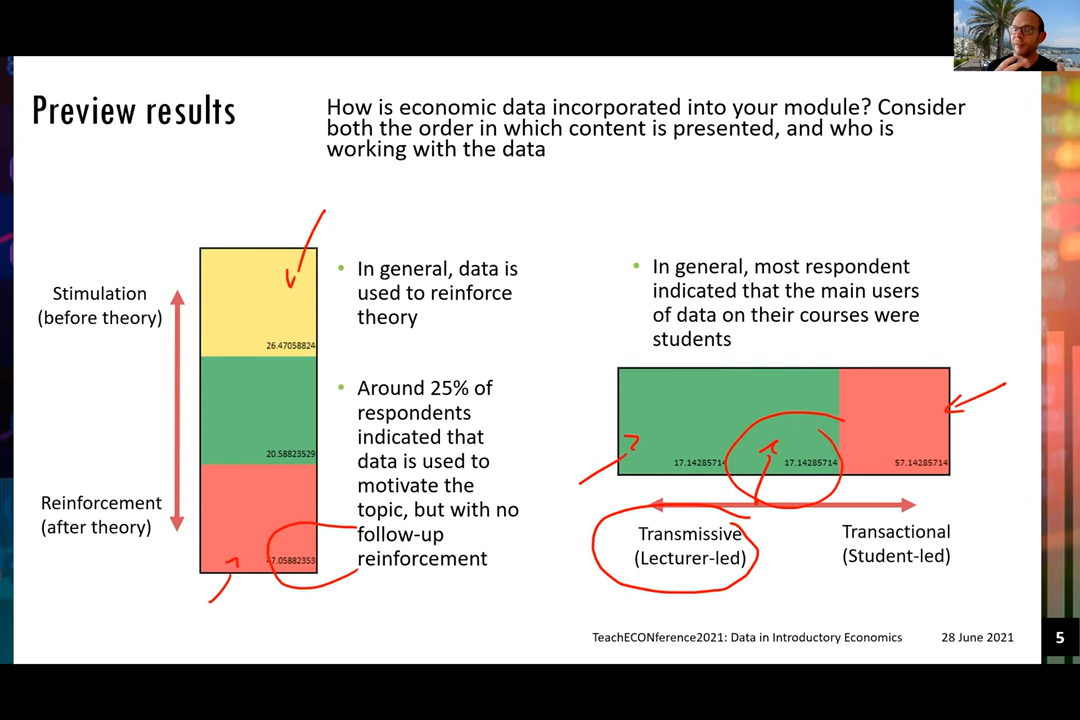 Preview results
How is economic data incorporated into your module? Consider
both the order in which content is presented, and who is
working with the data
Stimulation
(before theory)
Reinforcement
(after theory)
26.47058824
20.58823529
7.05882353
• In general, data is
used to reinforce
theory
• Around 25% of
respondents
indicated that
data is used to
motivate the
topic, but with no
follow-up
reinforcement
• In general, most respondent
indicated that the main users
of data on their courses were
students
17.14285714
17.14285714
57.14285714
Transmissive
(Lecturer-led)
Transactional
(Student-led)
TeachECONference2021: Data in Introductory Economics
28 June 2021
5